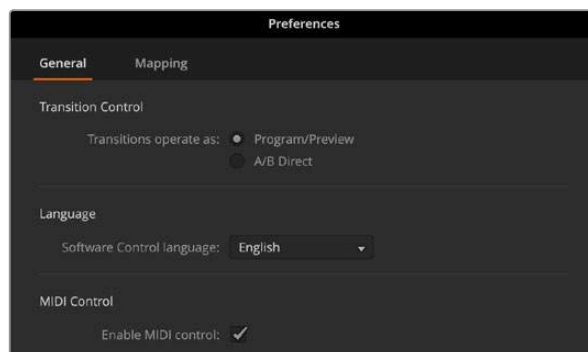 Preferences
General Mapping
Transition Control
Transitions operate as: Program/Preview
A/B Direct
Language
Software Control language: English
MIDI Control
Enable MIDI control: